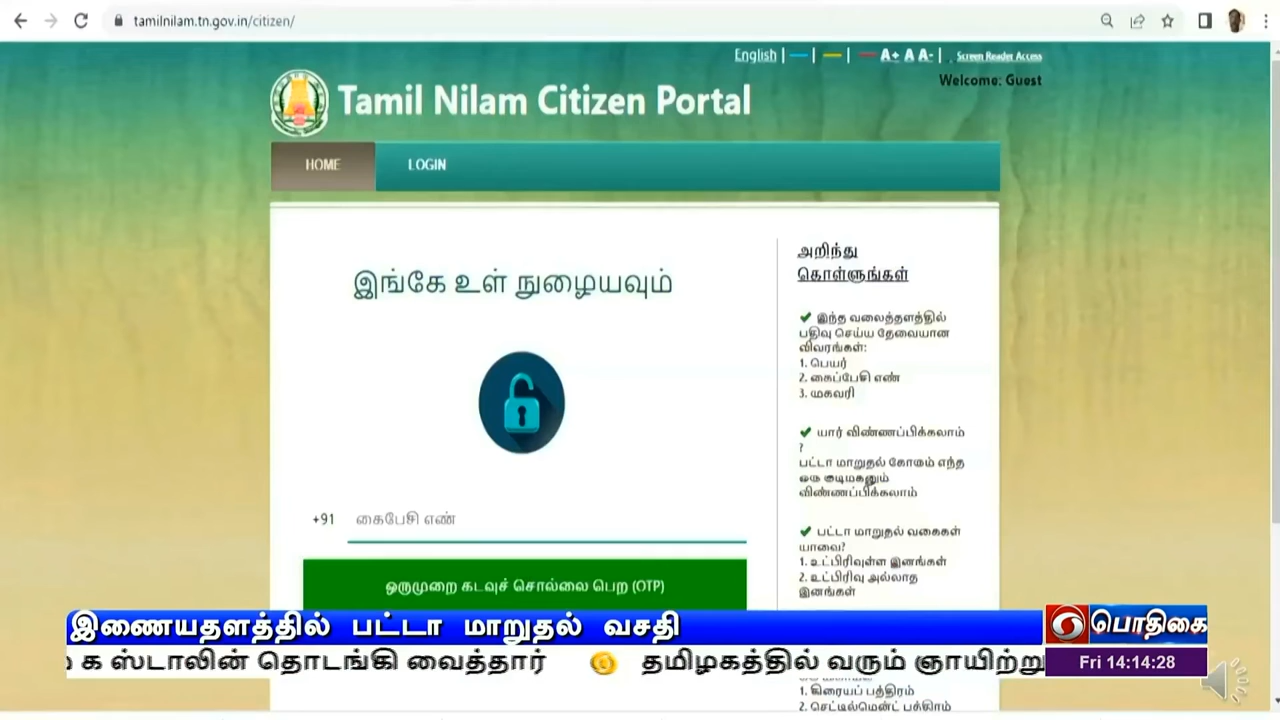 tamilnilam.tn.gov.in/citizen/
English | | | A+ A A- | Screen Reader Access
Welcome: Guest
Tamil Nilam Citizen Portal
HOME LOGIN
இங்கே உள் நுழையவும்
+91 கைபேசி எண்
ஒருமுறை கடவுச் சொல்லை பெற (OTP)
அறிந்து
கொள்ளுங்கள்
இந்த வலைத்தளத்தில்
பதிவு செய்ய தேவையான
விவரங்கள்:
1. பெயர்
2. கைப்பேசி எண்
3. முகவரி
யார் விண்ணப்பிக்கலாம்
?
பட்டா மாறுதல் கோரும் எந்த
ஒரு குடிமகனும்
விண்ணப்பிக்கலாம்
பட்டா மாறுதல் வகைகள்
யாவை?
1. உட்பிரிவுள்ள இனங்கள்
2. உட்பிரிவு அல்லாத
இனங்கள்
1. கிரையப் பத்திரம்
2. செட்டில்மென்ட் பத்திரம்
இணையதளத்தில் பட்டா மாறுதல் வசதி
பொதிகை
க ஸ்டாலின் தொடங்கி வைத்தார் தமிழகத்தில் வரும் ஞாயிற்று
Fri 14:14:28